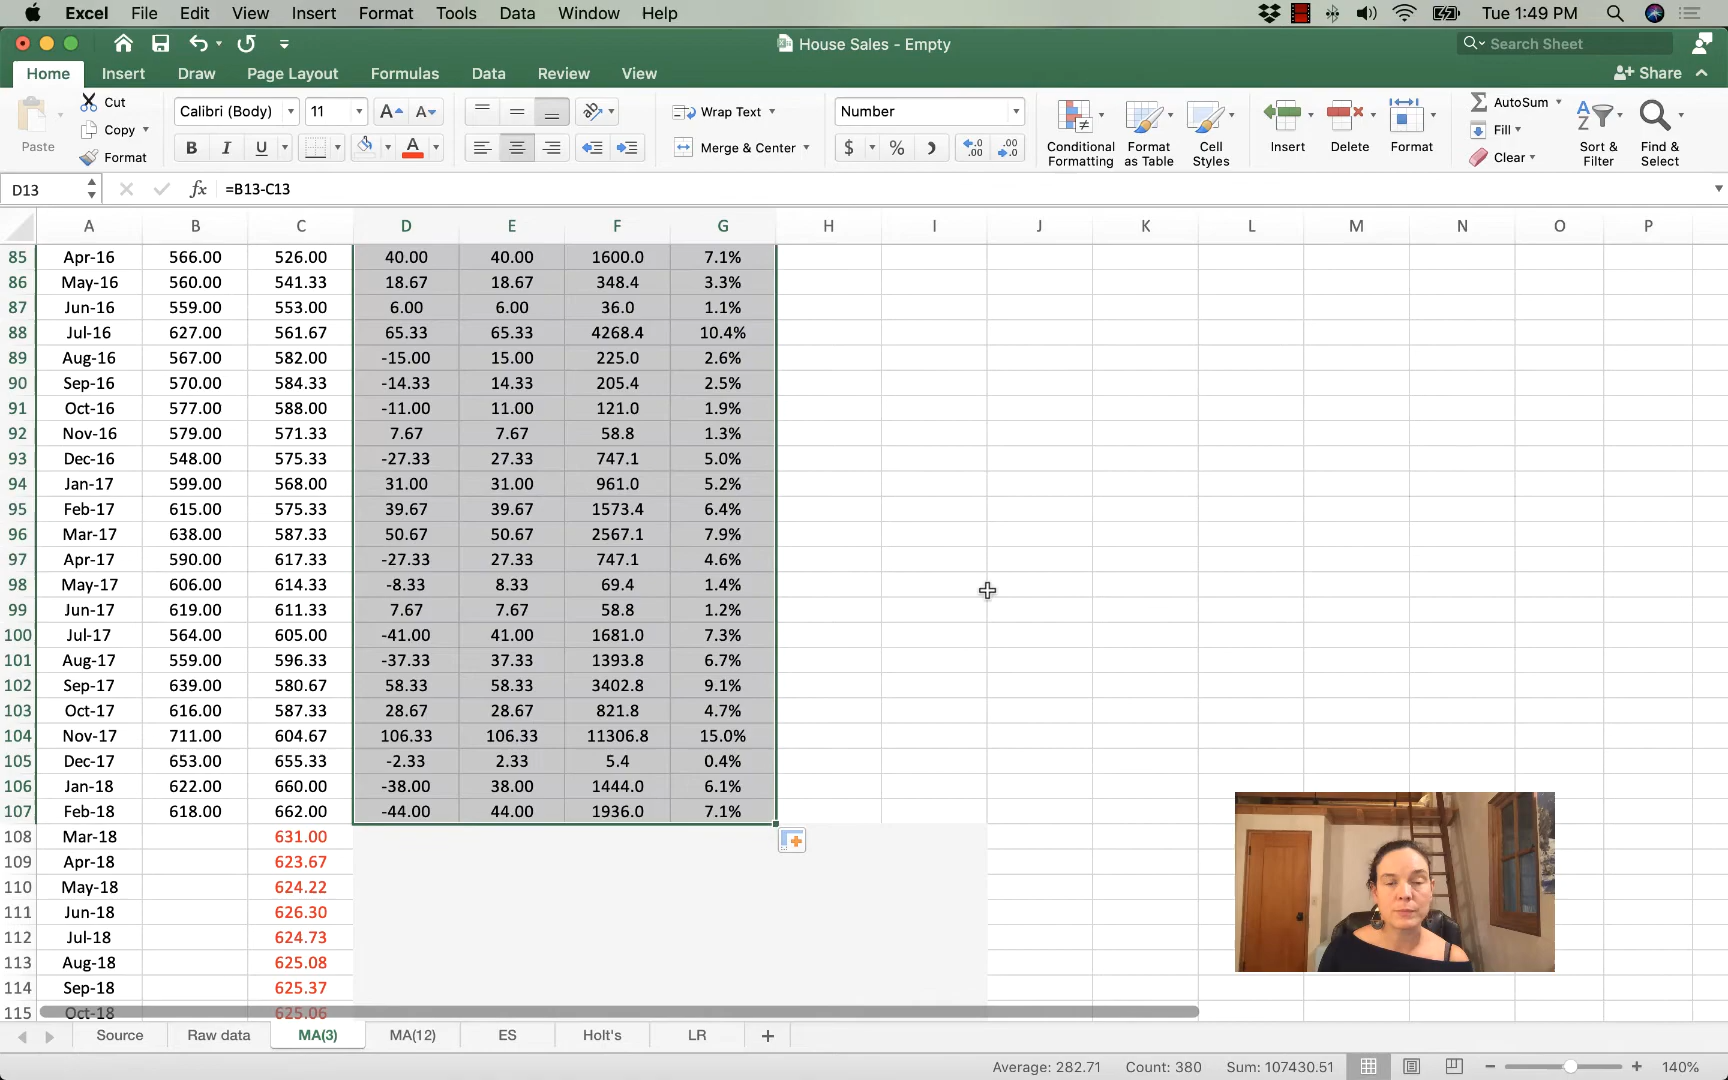 Excel File Edit View Insert Format Tools Data Window Help Tue 1:49 PM
House Sales - Empty Search Sheet
Home Insert Draw Page Layout Formulas Data Review View Share
Paste Cut Copy Format
Calibri (Body) 11 A A
B I U A
Wrap Text Merge & Center
Number
$ % .00 .00
Conditional Formatting Format as Table Cell Styles
Insert Delete Format
AutoSum Fill Clear
Sort & Filter Find & Select
D13 fx =B13-C13
A B C D E F G H I J K L M N O P
85 Apr-16 566.00 526.00 40.00 40.00 1600.0 7.1%
86 May-16 560.00 541.33 18.67 18.67 348.4 3.3%
87 Jun-16 559.00 553.00 6.00 6.00 36.0 1.1%
88 Jul-16 627.00 561.67 65.33 65.33 4268.4 10.4%
89 Aug-16 567.00 582.00 -15.00 15.00 225.0 2.6%
90 Sep-16 570.00 584.33 -14.33 14.33 205.4 2.5%
91 Oct-16 577.00 588.00 -11.00 11.00 121.0 1.9%
92 Nov-16 579.00 571.33 7.67 7.67 58.8 1.3%
93 Dec-16 548.00 575.33 -27.33 27.33 747.1 5.0%
94 Jan-17 599.00 568.00 31.00 31.00 961.0 5.2%
95 Feb-17 615.00 575.33 39.67 39.67 1573.4 6.4%
96 Mar-17 638.00 587.33 50.67 50.67 2567.1 7.9%
97 Apr-17 590.00 617.33 -27.33 27.33 747.1 4.6%
98 May-17 606.00 614.33 -8.33 8.33 69.4 1.4%
99 Jun-17 619.00 611.33 7.67 7.67 58.8 1.2%
100 Jul-17 564.00 605.00 -41.00 41.00 1681.0 7.3%
101 Aug-17 559.00 596.33 -37.33 37.33 1393.8 6.7%
102 Sep-17 639.00 580.67 58.33 58.33 3402.8 9.1%
103 Oct-17 616.00 587.33 28.67 28.67 821.8 4.7%
104 Nov-17 711.00 604.67 106.33 106.33 11306.8 15.0%
105 Dec-17 653.00 655.33 -2.33 2.33 5.4 0.4%
106 Jan-18 622.00 660.00 -38.00 38.00 1444.0 6.1%
107 Feb-18 618.00 662.00 -44.00 44.00 1936.0 7.1%
108 Mar-18 631.00
109 Apr-18 623.67
110 May-18 624.22
111 Jun-18 626.30
112 Jul-18 624.73
113 Aug-18 625.08
114 Sep-18 625.37
115 Oct-18 625.06
Source Raw data MA(3) MA(12) ES Holt's LR
Average: 282.71 Count: 380 Sum: 107430.51 140%